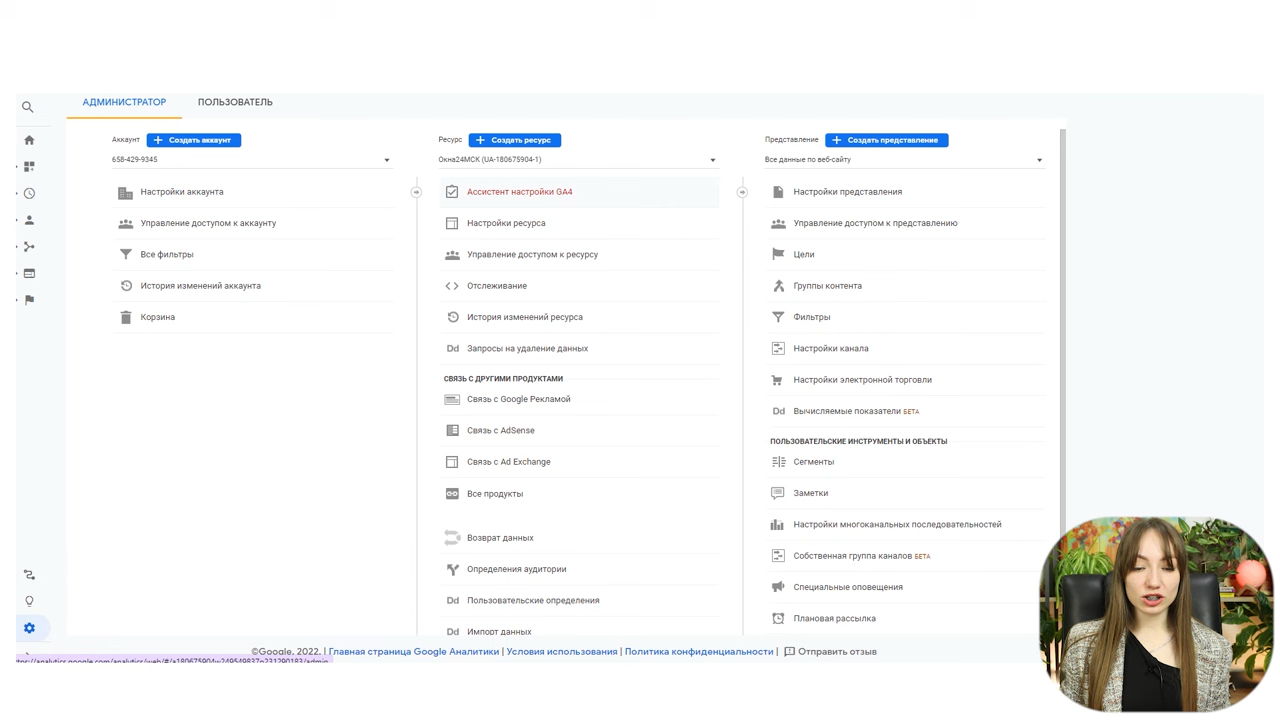 АДМИНИСТРАТОР
ПОЛЬЗОВАТЕЛЬ
Аккаунт
Создать аккаунт
658-429-9345
Настройки аккаунта
Управление доступом к аккаунту
Все фильтры
История изменений аккаунта
Корзина
Ресурс
Создать ресурс
Окна24МСК (UA-180675904-1)
Ассистент настройки GA4
Настройки ресурса
Управление доступом к ресурсу
Отслеживание
История изменений ресурса
Dd Запросы на удаление данных
СВЯЗЬ С ДРУГИМИ ПРОДУКТАМИ
Связь с Google Рекламой
Связь с AdSense
Связь с Ad Exchange
Все продукты
Возврат данных
Определения аудитории
Dd Пользовательские определения
Dd Импорт данных
Представление
Создать представление
Все данные по веб-сайту
Настройки представления
Управление доступом к представлению
Цели
Группы контента
Фильтры
Настройки канала
Настройки электронной торговли
Dd Вычисляемые показатели БЕТА
ПОЛЬЗОВАТЕЛЬСКИЕ ИНСТРУМЕНТЫ И ОБЪЕКТЫ
Сегменты
Заметки
Настройки многоканальных последовательностей
Собственная группа каналов БЕТА
Специальные оповещения
Плановая рассылка
©Google, 2022. | Главная страница Google Аналитики | Условия использования | Политика конфиденциальности | Отправить отзыв